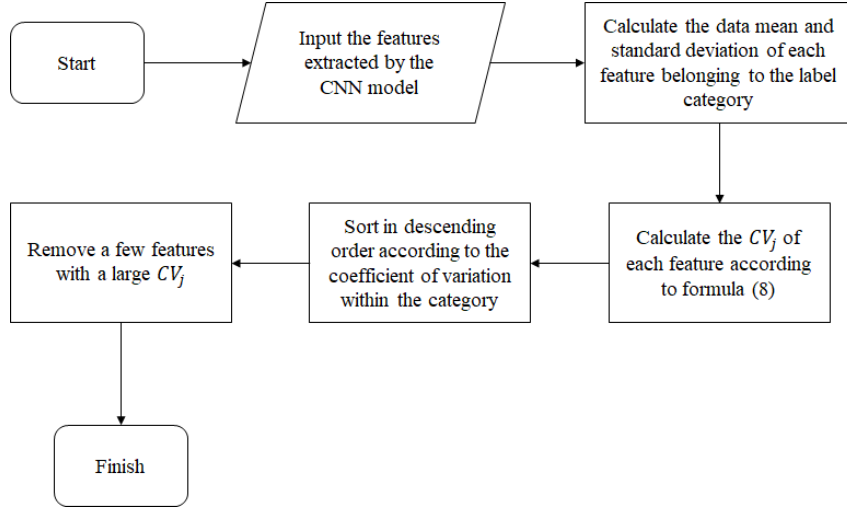 Start
Input the features
extracted by the
CNN model
Calculate the data mean and
standard deviation of each
feature belonging to the label
category
Calculate the 𝐶𝑉𝑗 of
each feature according
to formula (8)
Sort in descending
order according to the
coefficient of variation
within the category
Remove a few features
with a large 𝐶𝑉𝑗
Finish